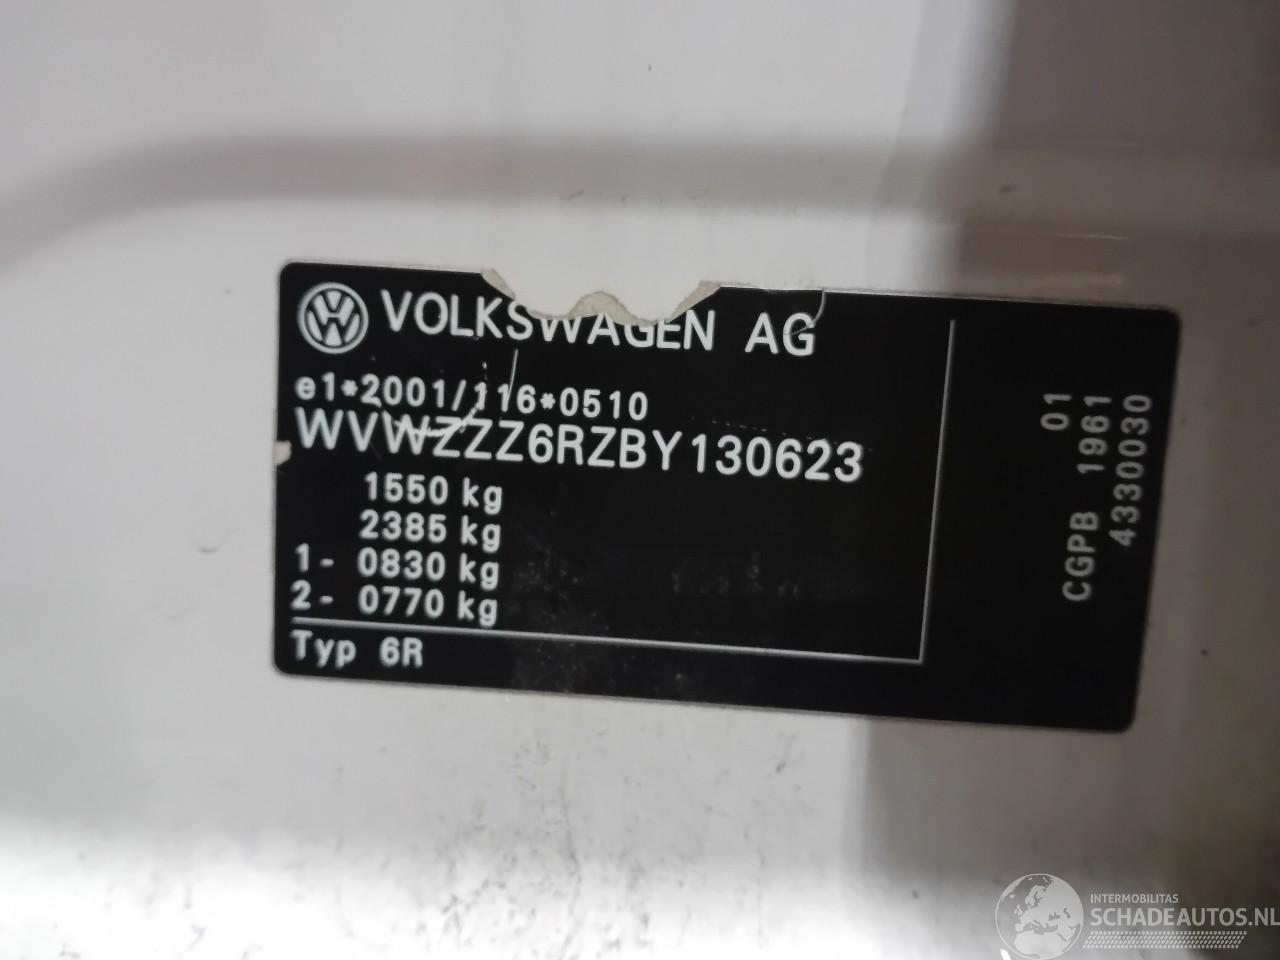 VOLKSWAGEN AG
e1*2001/116*0510
WVWZZZ6RZBY130623
1550 kg
2385 kg
1- 0830 kg
2- 0770 kg
Typ 6R
01
CGPB 1961
4330030
INTERMOBILITAS
SCHADEAUTOS.NL